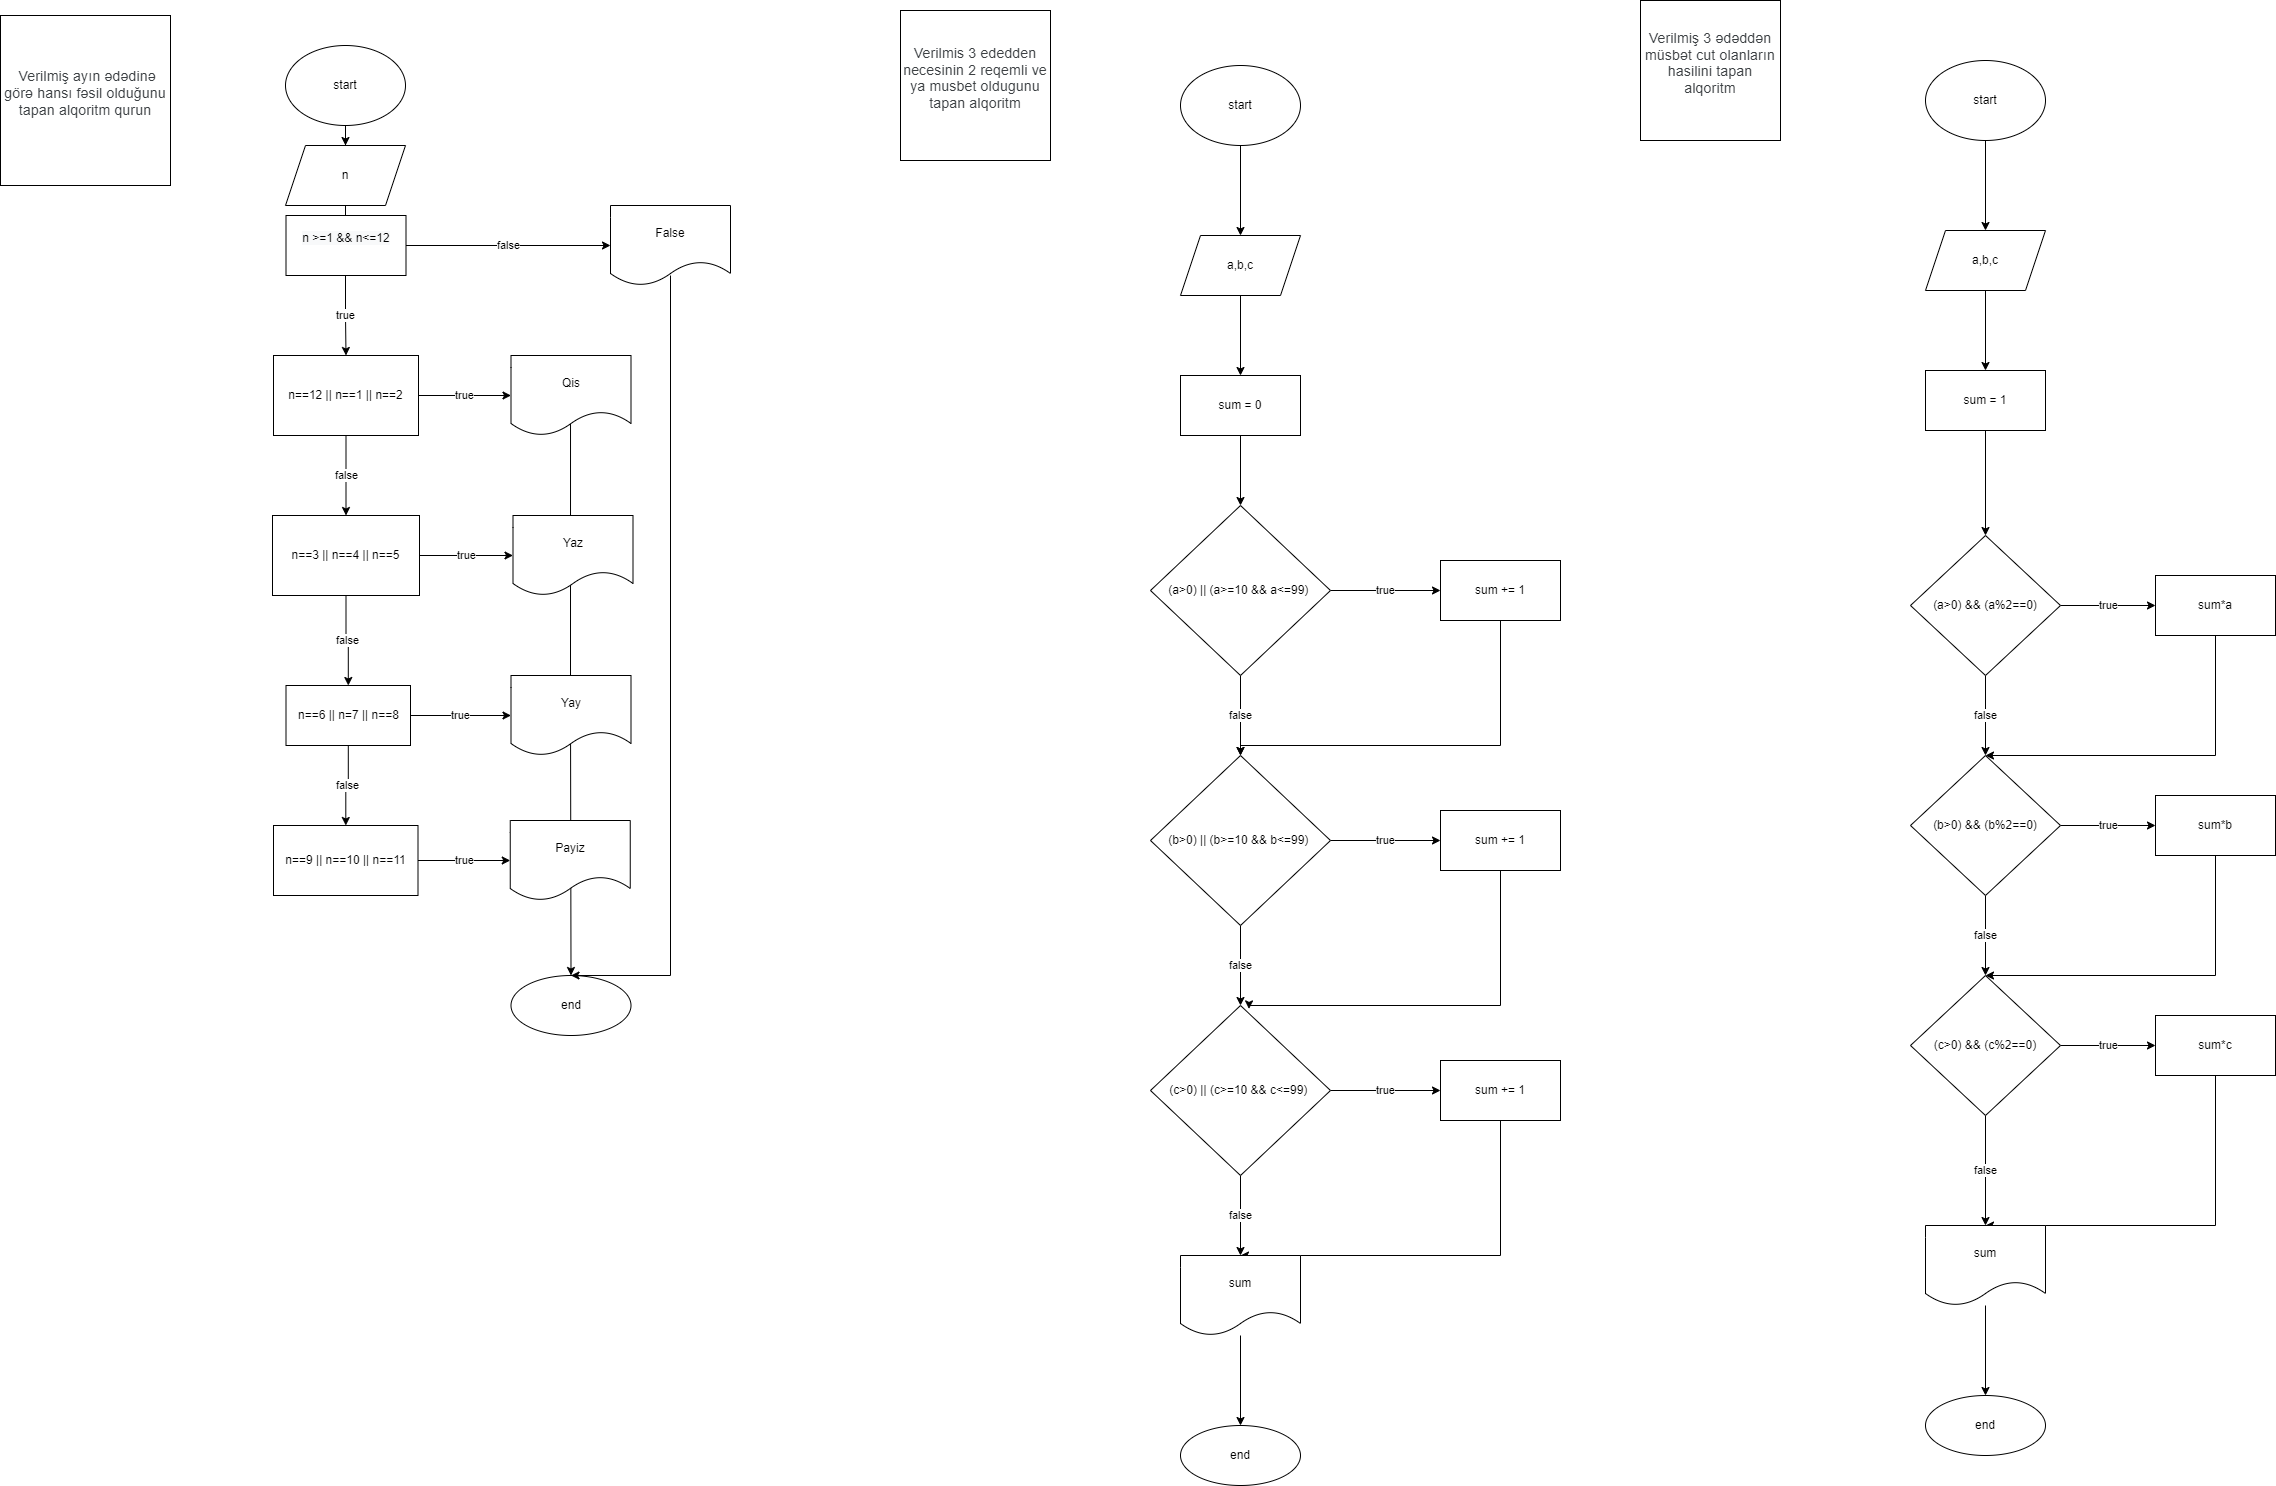 Verilmiş ayın ədədinə
görə hansı fəsil olduğunu
tapan alqoritm qurun
start
n
n >=1 && n<=12
false
False
true
n==12 || n==1 || n==2
true
Qis
false
n==3 || n==4 || n==5
true
Yaz
false
n==6 || n=7 || n==8
true
Yay
false
n==9 || n==10 || n==11
true
Payiz
end
Verilmis 3 ededden
necesinin 2 reqemli ve
ya musbet oldugunu
tapan alqoritm
start
a,b,c
sum = 0
(a>0) || (a>=10 && a<=99)
true
sum += 1
false
(b>0) || (b>=10 && b<=99)
true
sum += 1
false
(c>0) || (c>=10 && c<=99)
true
sum += 1
false
sum
end
Verilmiş 3 ədəddən
müsbət cut olanların
hasilini tapan
alqoritm
start
a,b,c
sum = 1
(a>0) && (a%2==0)
true
sum*a
false
(b>0) && (b%2==0)
true
sum*b
false
(c>0) && (c%2==0)
true
sum*c
false
sum
end